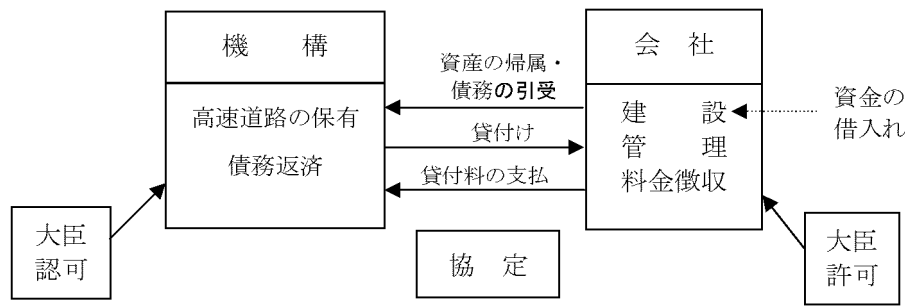 機 構
高速道路の保有
債務返済
資産の帰属・
債務の引受
貸付け
貸付料の支払
会 社
建 設
管 理
料金徴収
資金の
借入れ
大臣
認可
協 定
大臣
許可